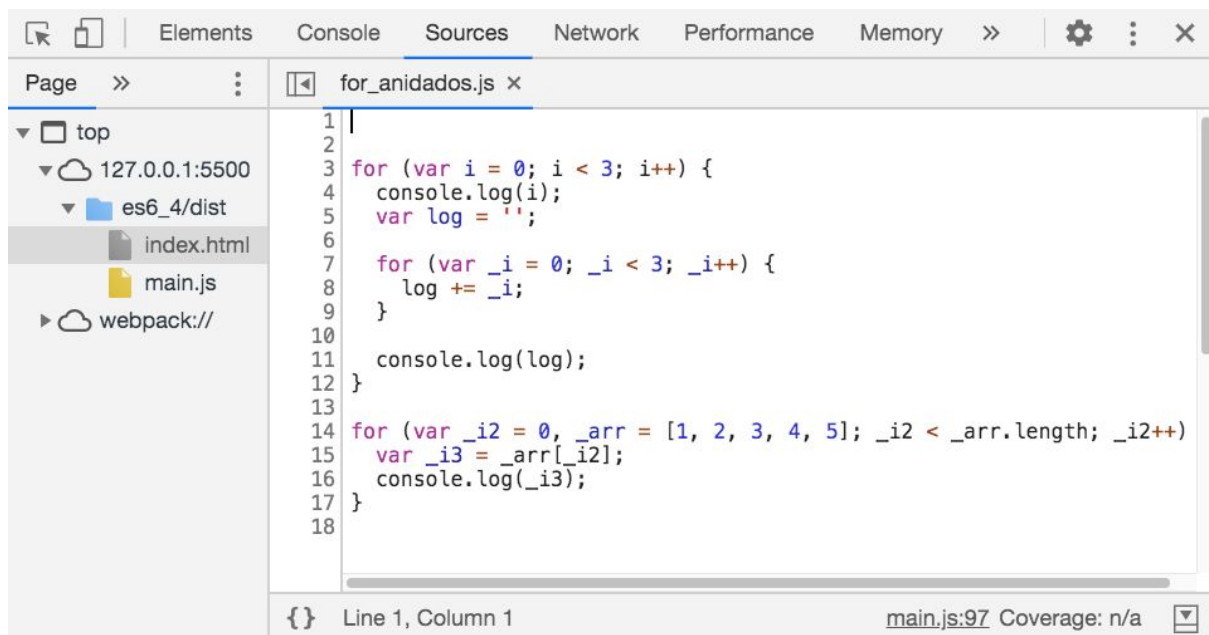 Elements Console Sources Network Performance Memory »
Page » for_anidados.js ×
top
127.0.0.1:5500
es6_4/dist
index.html
main.js
webpack://
1
2
3 for (var i = 0; i < 3; i++) {
4 console.log(i);
5 var log = '';
6
7 for (var _i = 0; _i < 3; _i++) {
8 log += _i;
9 }
10
11 console.log(log);
12 }
13
14 for (var _i2 = 0, _arr = [1, 2, 3, 4, 5]; _i2 < _arr.length; _i2++)
15 var _i3 = _arr[_i2];
16 console.log(_i3);
17 }
18
{} Line 1, Column 1 main.js:97 Coverage: n/a